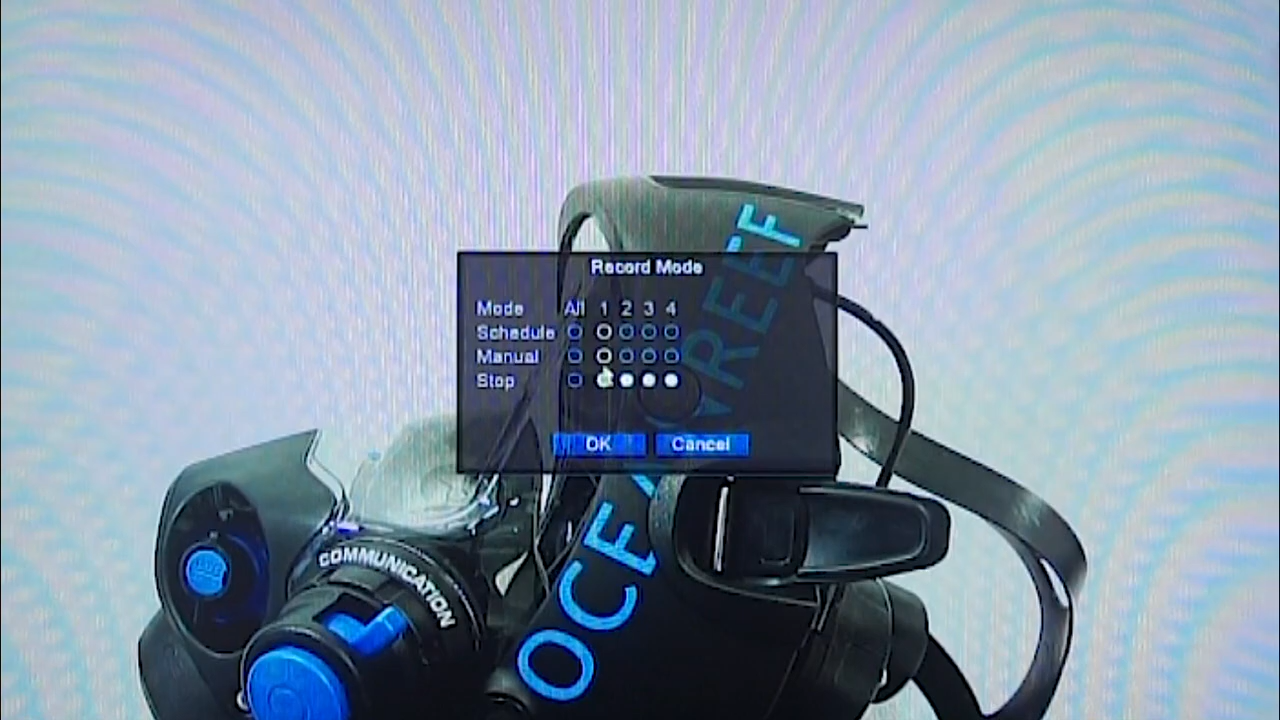 Record Mode
Mode All 1 2 3 4
Schedule
Manual
Stop
OK Cancel
OCEAN REEF
COMMUNICATION